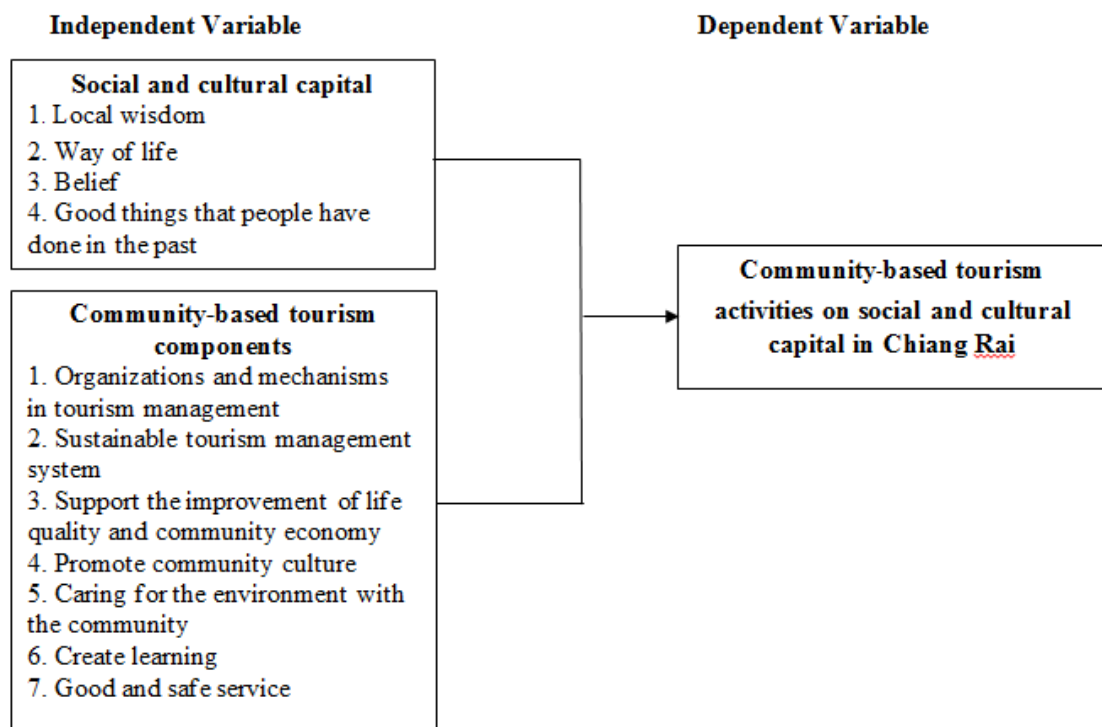 Independent Variable
Dependent Variable
Social and cultural capital
1. Local wisdom
2. Way of life
3. Belief
4. Good things that people have
done in the past
Community-based tourism
components
1. Organizations and mechanisms
in tourism management
2. Sustainable tourism management
system
3. Support the improvement of life
quality and community economy
4. Promote community culture
5. Caring for the environment with
the community
6. Create learning
7. Good and safe service
Community-based tourism
activities on social and cultural
capital in Chiang Rai